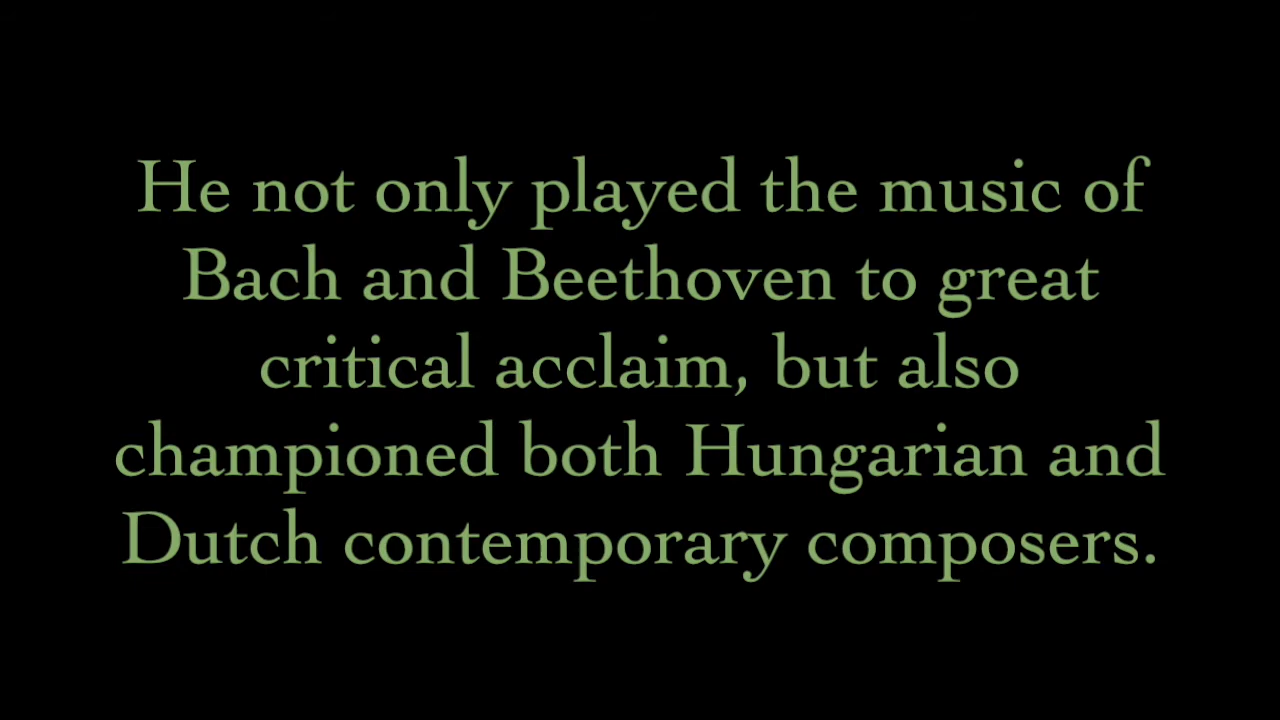 He not only played the music of
Bach and Beethoven to great
critical acclaim, but also
championed both Hungarian and
Dutch contemporary composers.